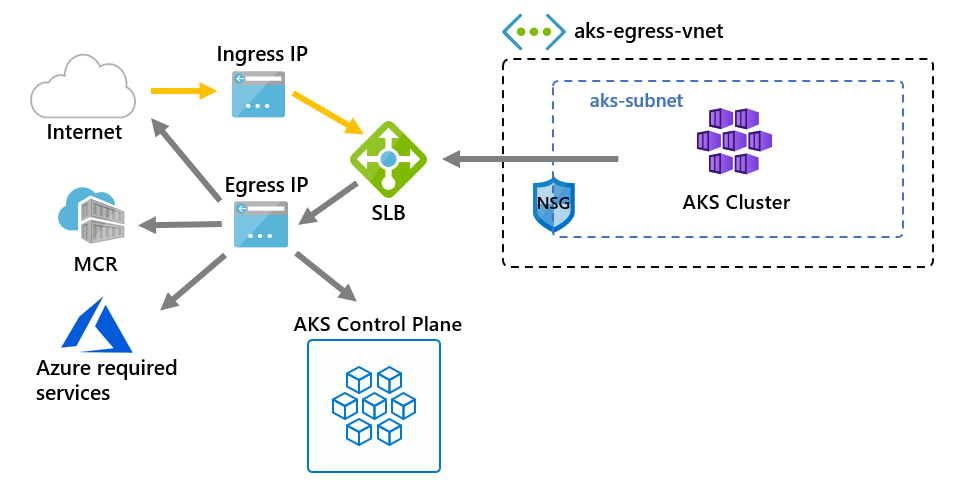 aks-egress-vnet
Ingress IP
aks-subnet
Internet
Egress IP
SLB
NSG
AKS Cluster
MCR
AKS Control Plane
Azure required
services